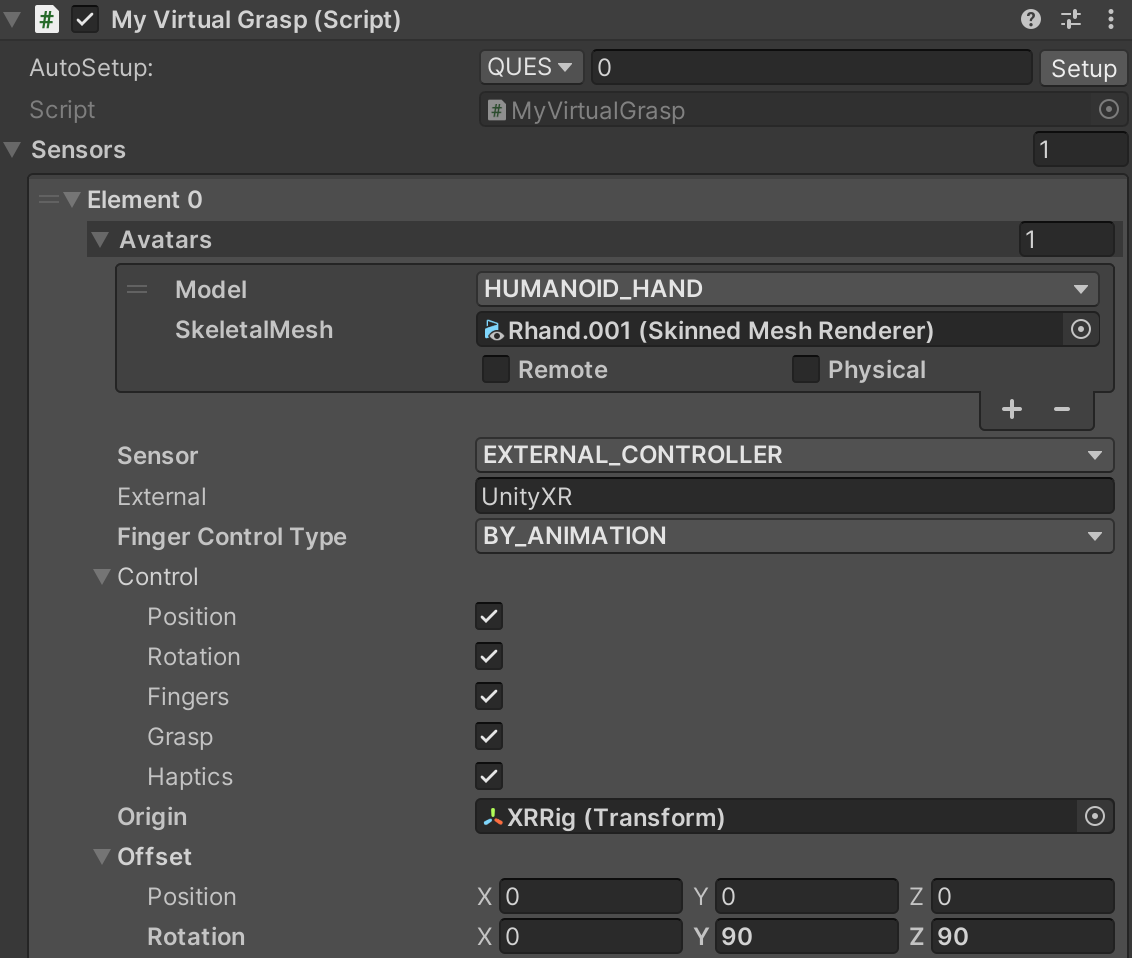 # My Virtual Grasp (Script)
AutoSetup: QUES 0 Setup
Script # MyVirtualGrasp
Sensors 1
Element 0
Avatars 1
Model HUMANOID_HAND
SkeletalMesh Rhand.001 (Skinned Mesh Renderer)
Remote Physical
+ −
Sensor EXTERNAL_CONTROLLER
External UnityXR
Finger Control Type BY_ANIMATION
Control
Position
Rotation
Fingers
Grasp
Haptics
Origin XRRig (Transform)
Offset
Position X 0 Y 0 Z 0
Rotation X 0 Y 90 Z 90